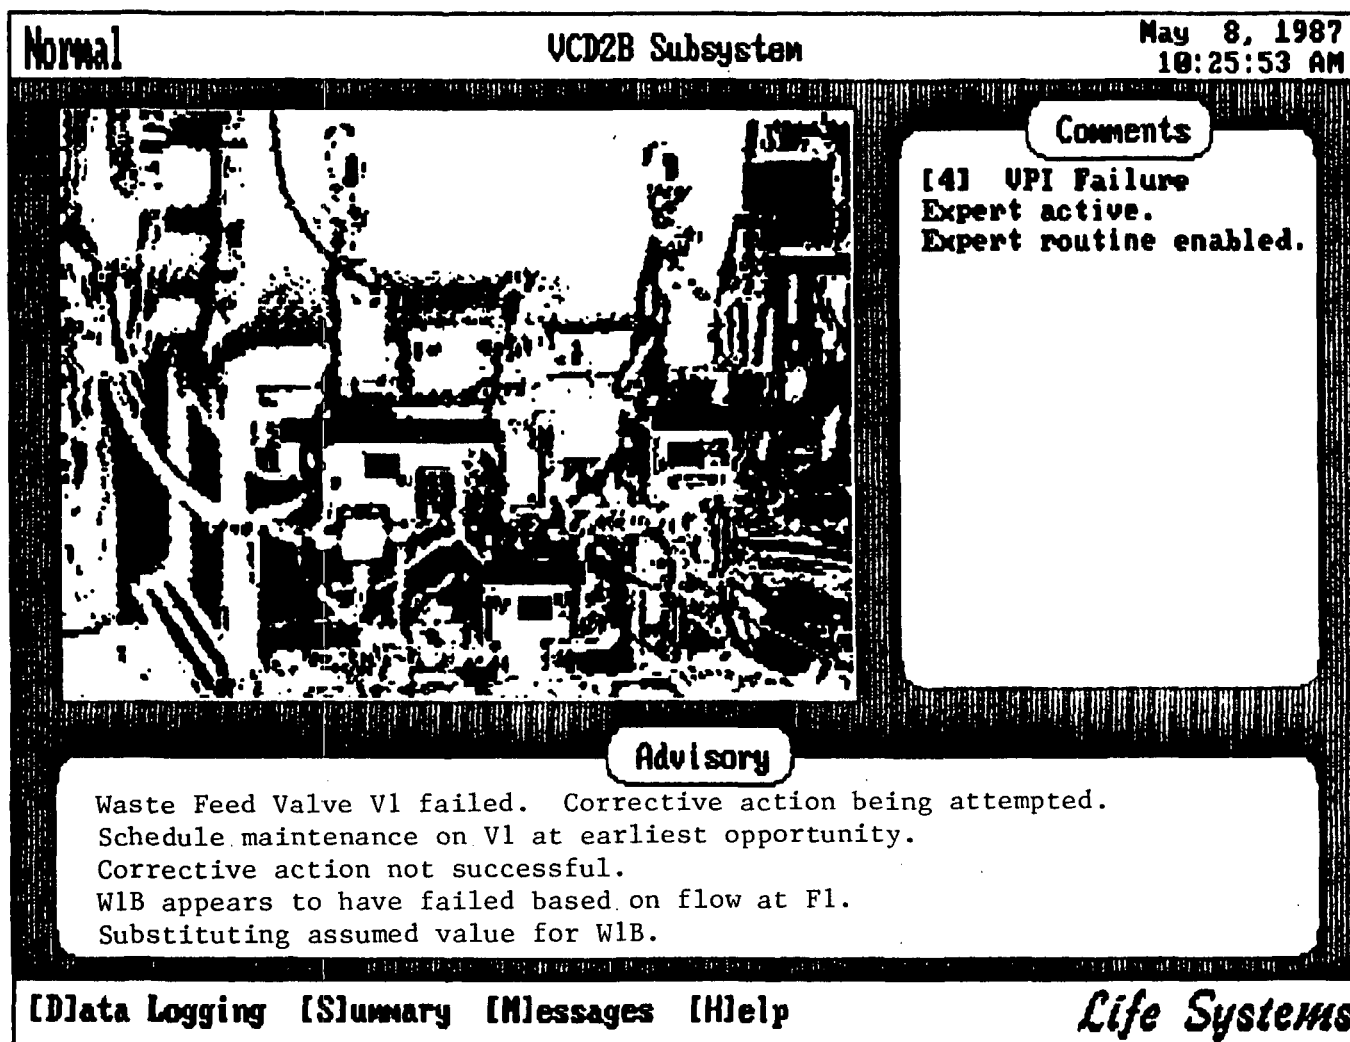 Normal
VCD2B Subsystem
May 8, 1987
10:25:53 AM
Comments
[4] VPI Failure
Expert active.
Expert routine enabled.
Advisory
Waste Feed Valve V1 failed. Corrective action being attempted.
Schedule maintenance on V1 at earliest opportunity.
Corrective action not successful.
W1B appears to have failed based on flow at F1.
Substituting assumed value for W1B.
[D]ata Logging [S]ummary [M]essages [H]elp
Life Systems